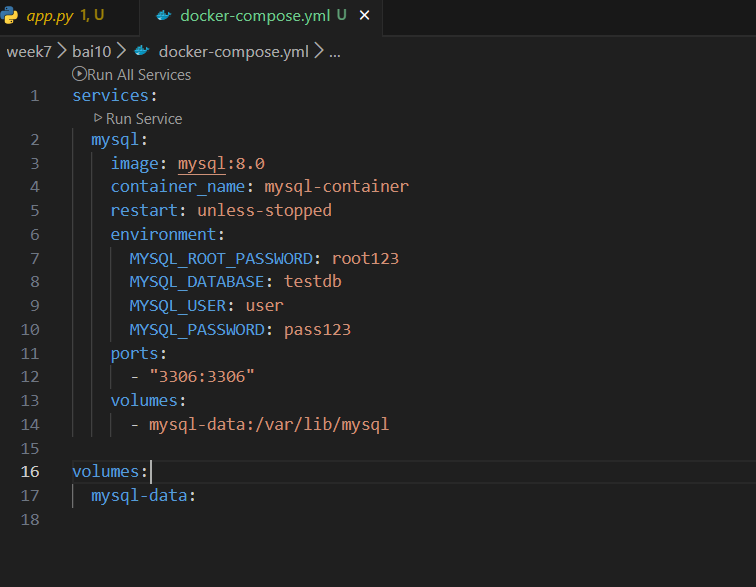 app.py 1, U docker-compose.yml U ×
week7 > bai10 > docker-compose.yml > ...
Run All Services
1 services:
Run Service
2 mysql:
3 image: mysql:8.0
4 container_name: mysql-container
5 restart: unless-stopped
6 environment:
7 MYSQL_ROOT_PASSWORD: root123
8 MYSQL_DATABASE: testdb
9 MYSQL_USER: user
10 MYSQL_PASSWORD: pass123
11 ports:
12 - "3306:3306"
13 volumes:
14 - mysql-data:/var/lib/mysql
15
16 volumes:
17 mysql-data:
18